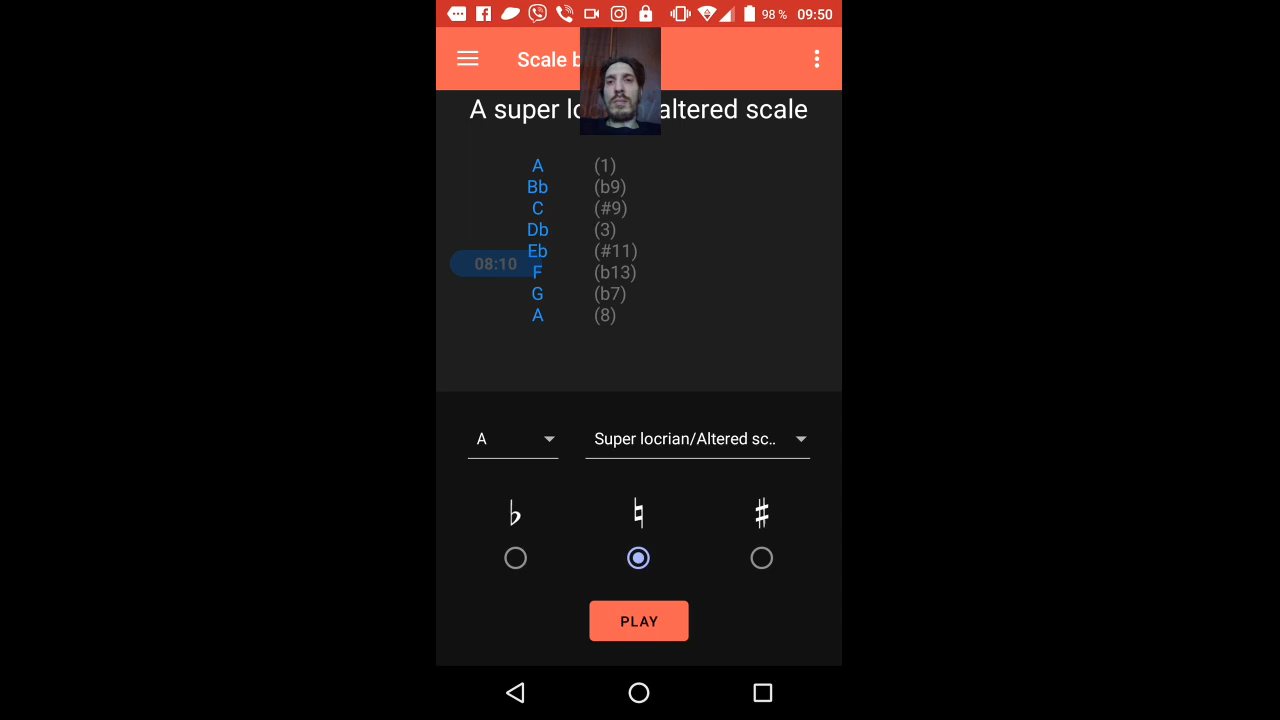 98 % 09:50
Scale
A super altered scale
A (1)
Bb (b9)
C (#9)
Db (3)
Eb (#11)
08:10
F (b13)
G (b7)
A (8)
A Super locrian/Altered sc..
♭ ♮ ♯
PLAY